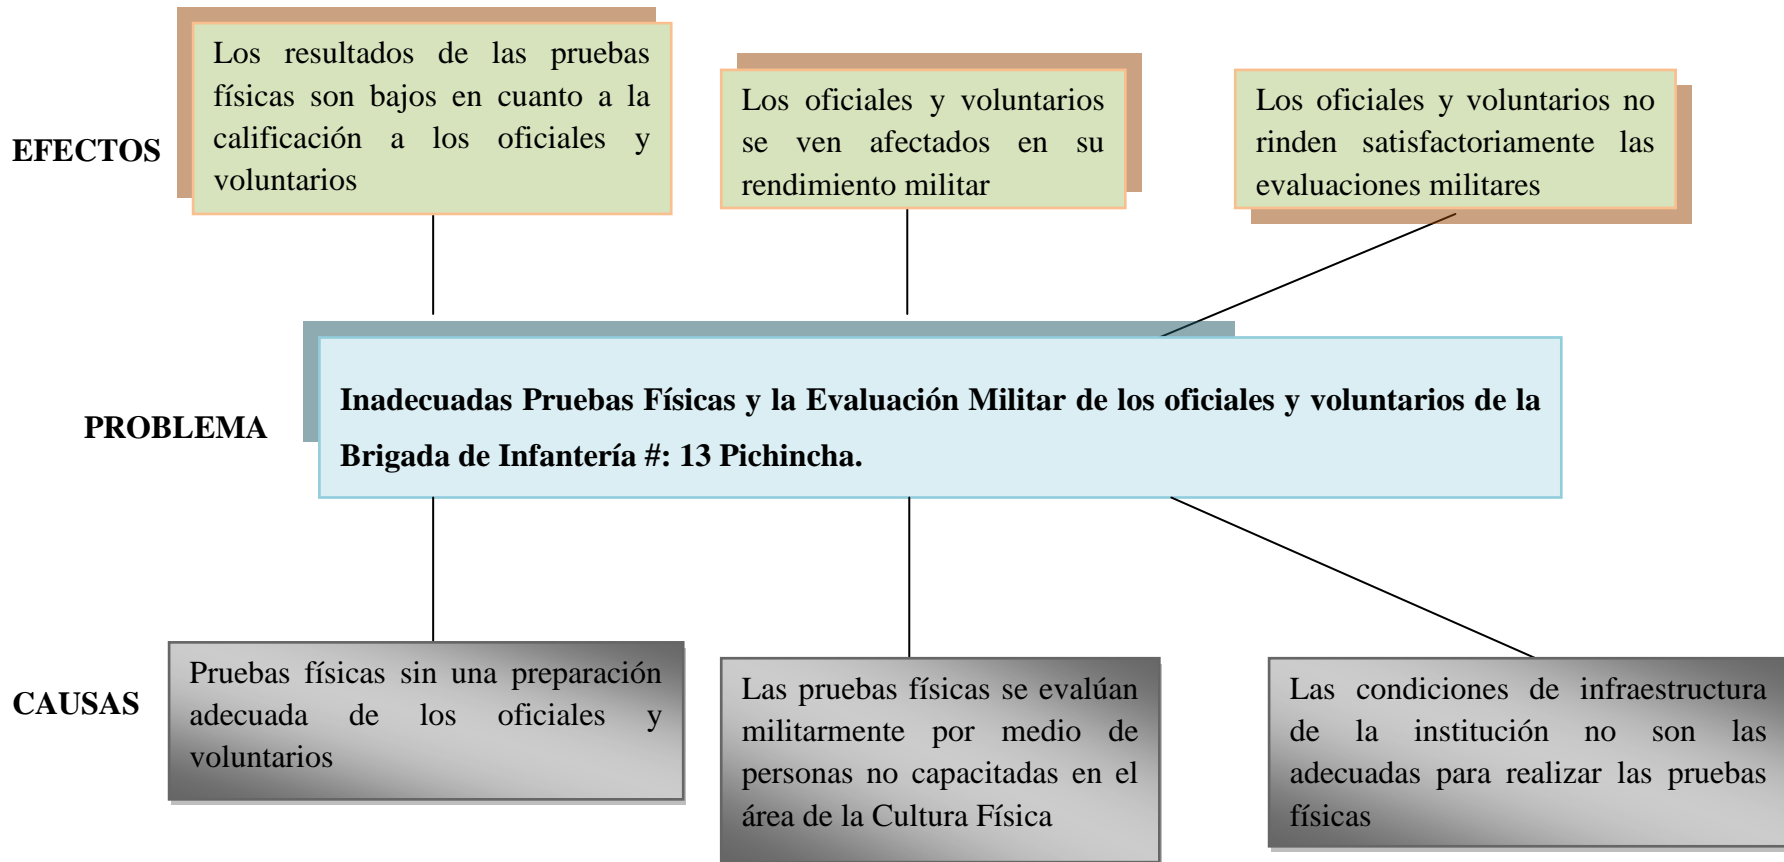 EFECTOS
Los resultados de las pruebas
físicas son bajos en cuanto a la
calificación a los oficiales y
voluntarios
Los oficiales y voluntarios
se ven afectados en su
rendimiento militar
Los oficiales y voluntarios no
rinden satisfactoriamente las
evaluaciones militares
PROBLEMA
Inadecuadas Pruebas Físicas y la Evaluación Militar de los oficiales y voluntarios de la
Brigada de Infantería #: 13 Pichincha.
CAUSAS
Pruebas físicas sin una preparación
adecuada de los oficiales y
voluntarios
Las pruebas físicas se evalúan
militarmente por medio de
personas no capacitadas en el
área de la Cultura Física
Las condiciones de infraestructura
de la institución no son las
adecuadas para realizar las pruebas
físicas